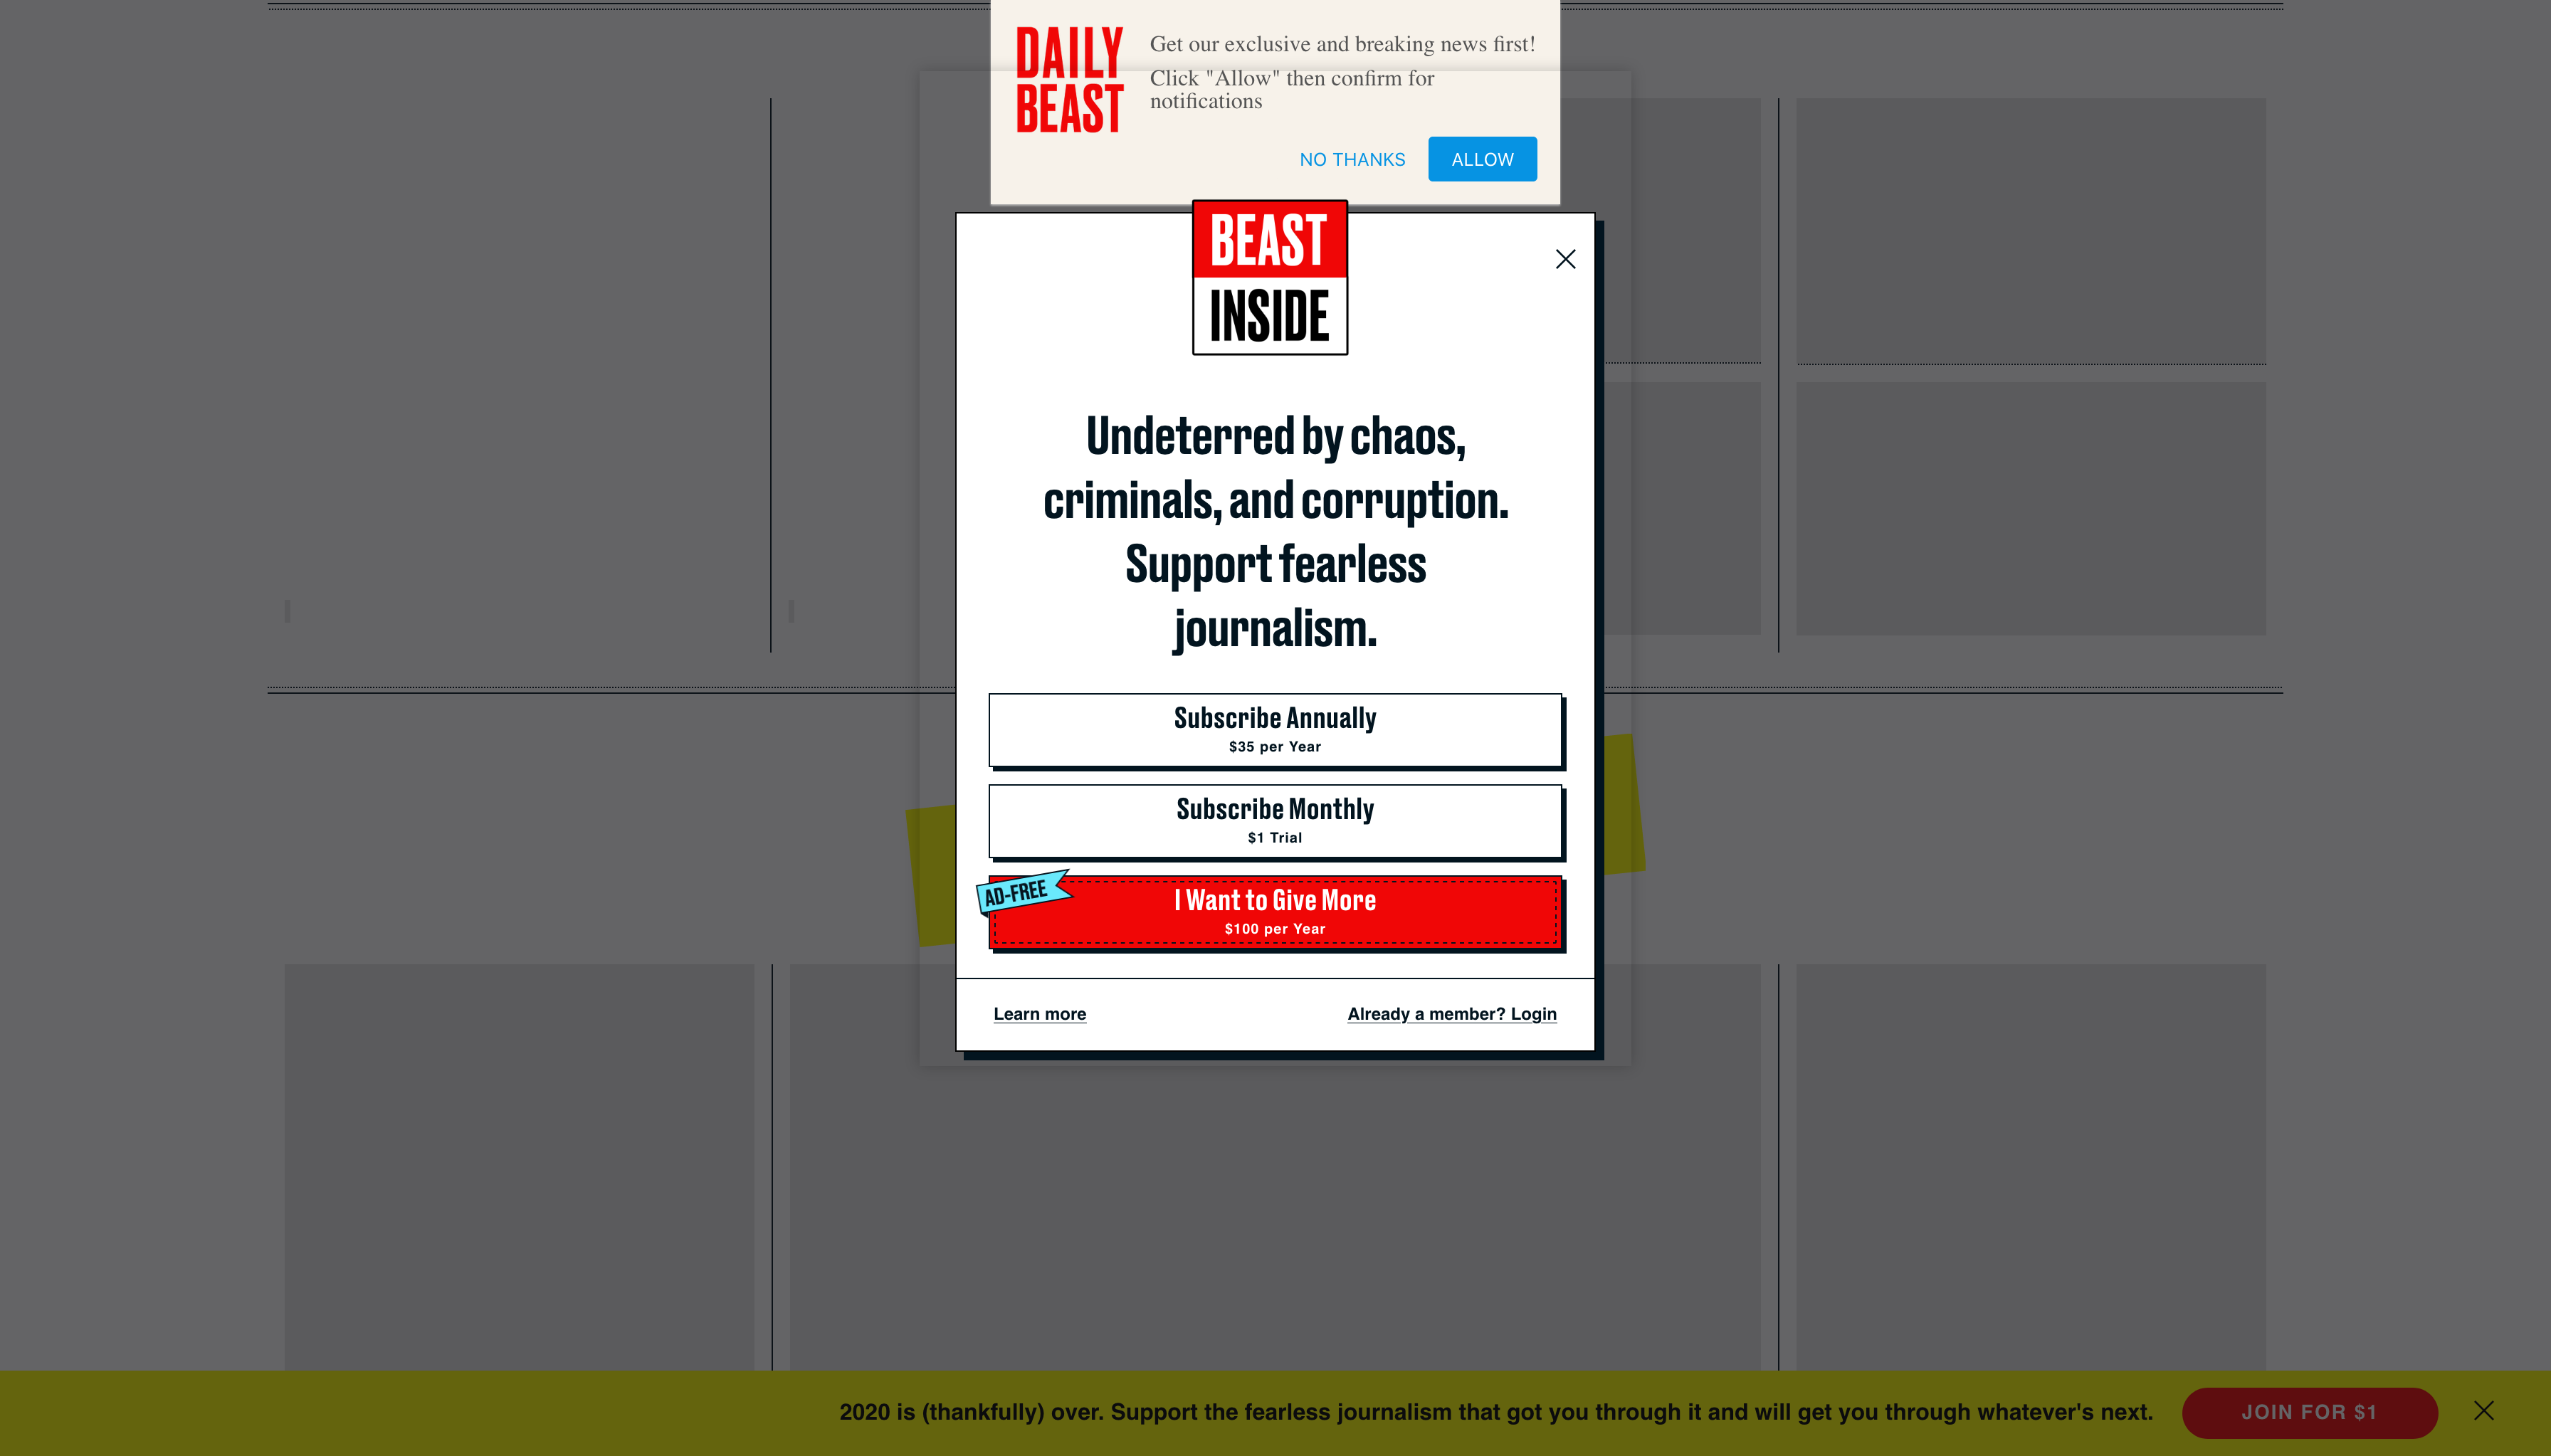 DAILY
BEAST
Get our exclusive and breaking news first!
Click "Allow" then confirm for
notifications
NO THANKS
ALLOW
BEAST
INSIDE
Undeterred by chaos,
criminals, and corruption.
Support fearless
journalism.
Subscribe Annually
$35 per Year
Subscribe Monthly
$1 Trial
AD-FREE
I Want to Give More
$100 per Year
Learn more
Already a member? Login
2020 is (thankfully) over. Support the fearless journalism that got you through it and will get you through whatever's next.
JOIN FOR $1